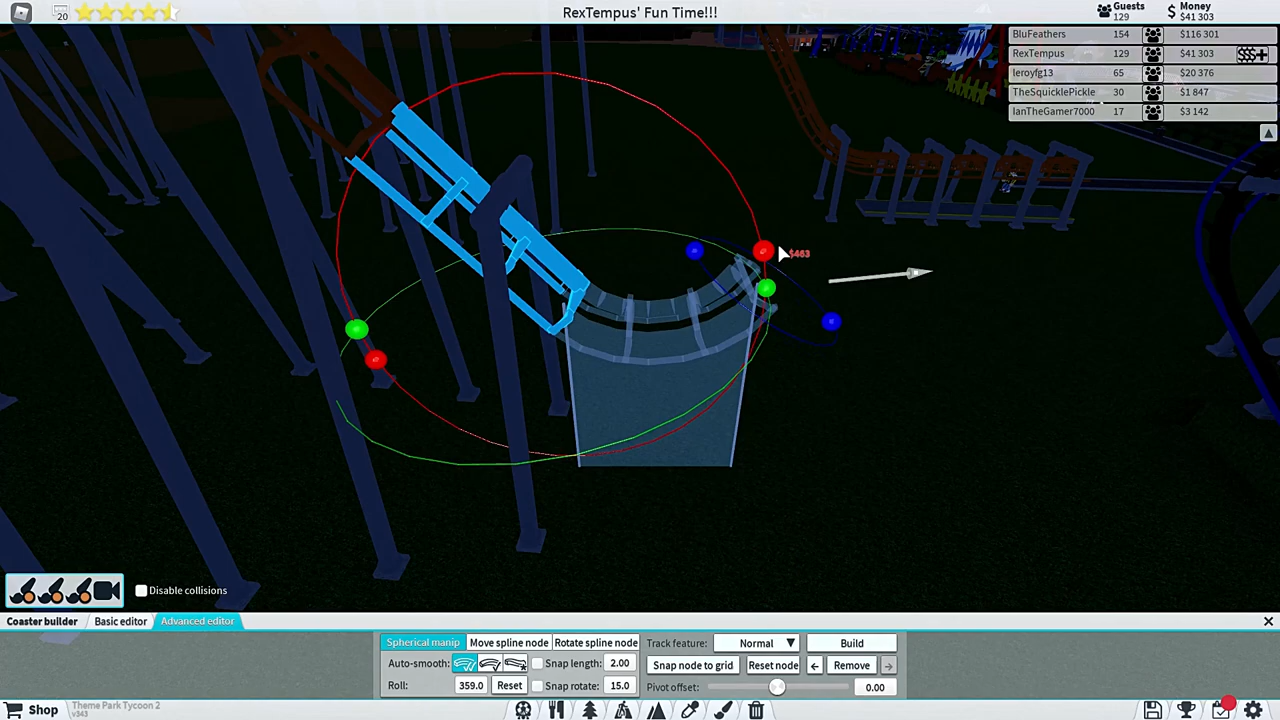 20
RexTempus' Fun Time!!!
Guests
129
Money
$41 303
BluFeathers 154 $116 301
RexTempus 129 $41 303 $$$+
leroyfg13 65 $20 376
TheSquicklePickle 30 $1 847
IanTheGamer7000 17 $3 142
$463
Disable collisions
Coaster builder Basic editor Advanced editor
Spherical manip Move spline node Rotate spline node Track feature: Normal Build
Auto-smooth: Snap length: 2.00 Snap node to grid Reset node Remove
Roll: 359.0 Reset Snap rotate: 15.0 Pivot offset: 0.00
Shop
Theme Park Tycoon 2
v343